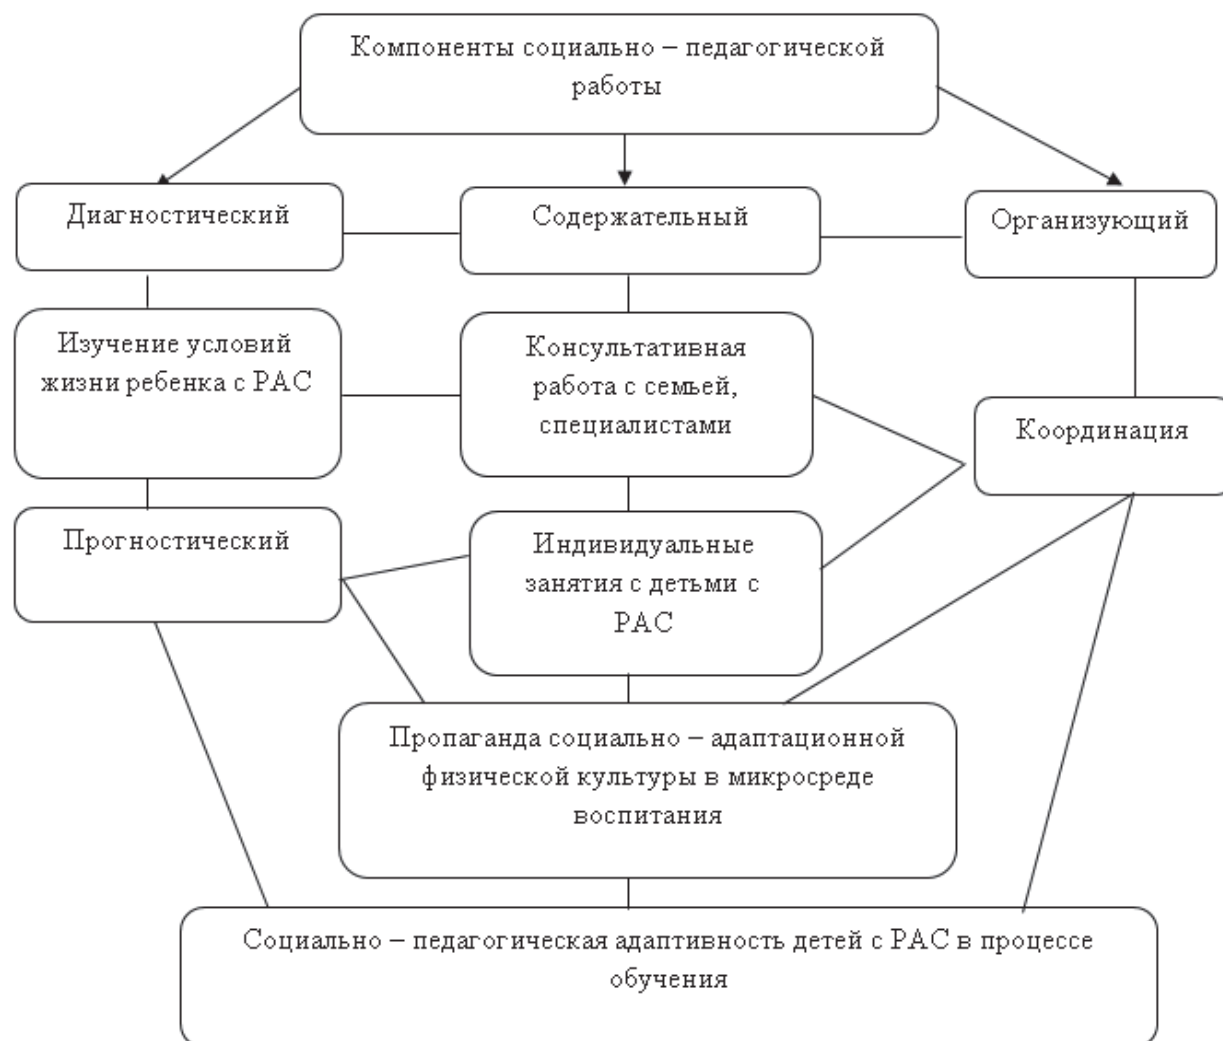 Компоненты социально – педагогической
работы
Диагностический
Содержательный
Организующий
Изучение условий
жизни ребенка с РАС
Консультативная
работа с семьей,
специалистами
Координация
Прогностический
Индивидуальные
занятия с детьми с
РАС
Пропаганда социально – адаптационной
физической культуры в микросреде
воспитания
Социально – педагогическая адаптивность детей с РАС в процессе
обучения